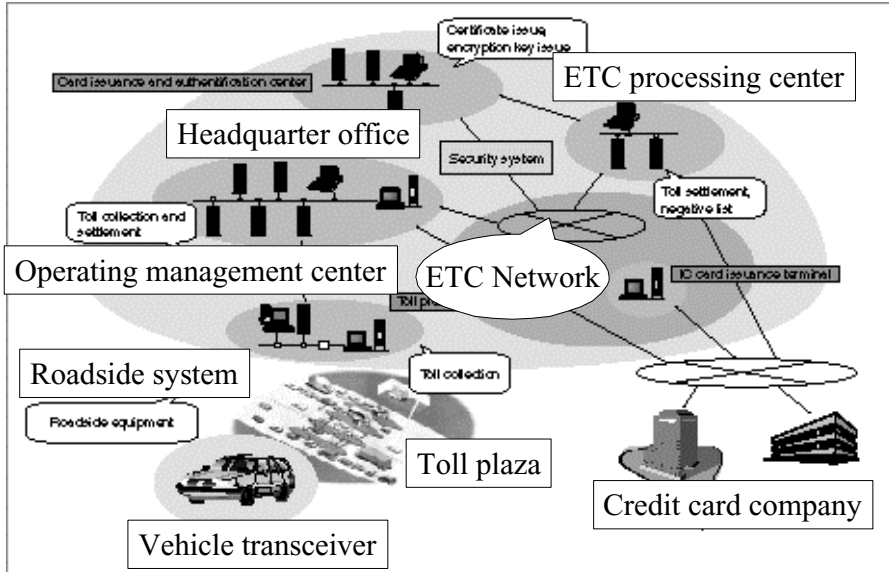 Certificate issue,
encryption key issue
ETC processing center
Card issuance and authentification center
Headquarter office
Security system
Toll settlement,
negative list
Toll collection and
settlement
Operating management center
ETC Network
IC card issuance terminal
Toll
Roadside system
Toll collection
Roadside equipment
Toll plaza
Credit card company
Vehicle transceiver